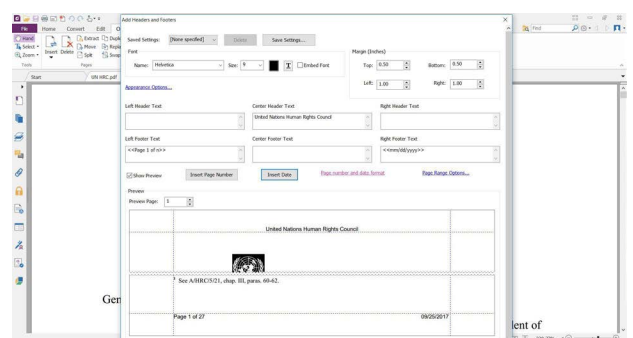 Add Headers and Footers
File Home Convert Edit
Find
Hand
Select
Zoom
Insert Delete
Extract
Move
Split
Tools
Pages
Start
UN HRC.pdf
Saved Settings: [None specified] Delete Save Settings...
Font
Name: Helvetica Size: 9 T Embed Font
Margin (Inches)
Top: 0.50 Bottom: 0.50
Left: 1.00 Right: 1.00
Appearance Options...
Left Header Text Center Header Text Right Header Text
United Nations Human Rights Council
Left Footer Text Center Footer Text Right Footer Text
<<Page 1 of n>> <<mm/dd/yyyy>>
Show Preview Insert Page Number Insert Date Page number and date format Page Range Options...
Preview
Preview Page: 1
United Nations Human Rights Council
See A/HRC/5/21, chap. III, paras. 60-62.
Page 1 of 27 09/25/2017
Gen
lent of